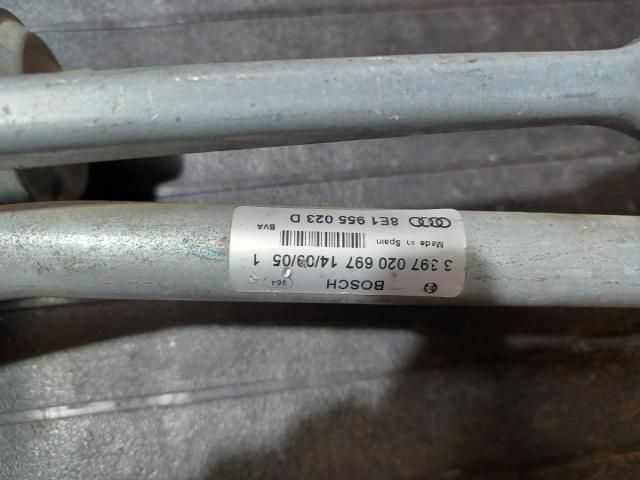 BOSCH 964
3 397 020 697 14/03/05 1
Made in Spain
BVA
8E1 955 023 D